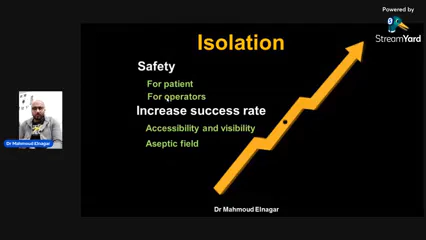 Powered by
StreamYard
Isolation
Safety
For patient
For operators
Increase success rate
Accessibility and visibility
Aseptic field
Dr Mahmoud Elnagar
Dr Mahmoud Elnagar